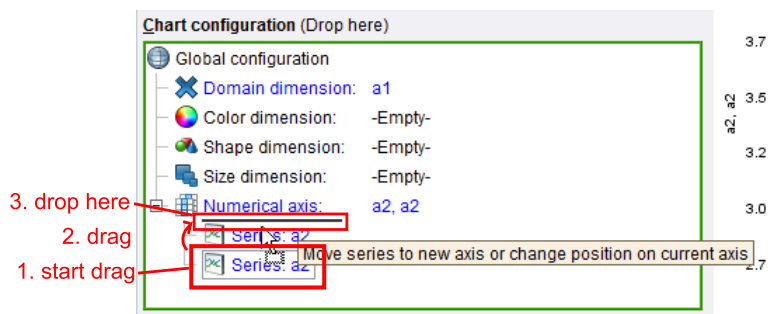 Chart configuration (Drop here)
Global configuration
Domain dimension: a1
Color dimension: -Empty-
Shape dimension: -Empty-
Size dimension: -Empty-
Numerical axis: a2, a2
3. drop here
Series: a2
2. drag
Series: a2
1. start drag
Move series to new axis or change position on current axis
a2, a2
3.7
3.5
3.2
3.0
2.7